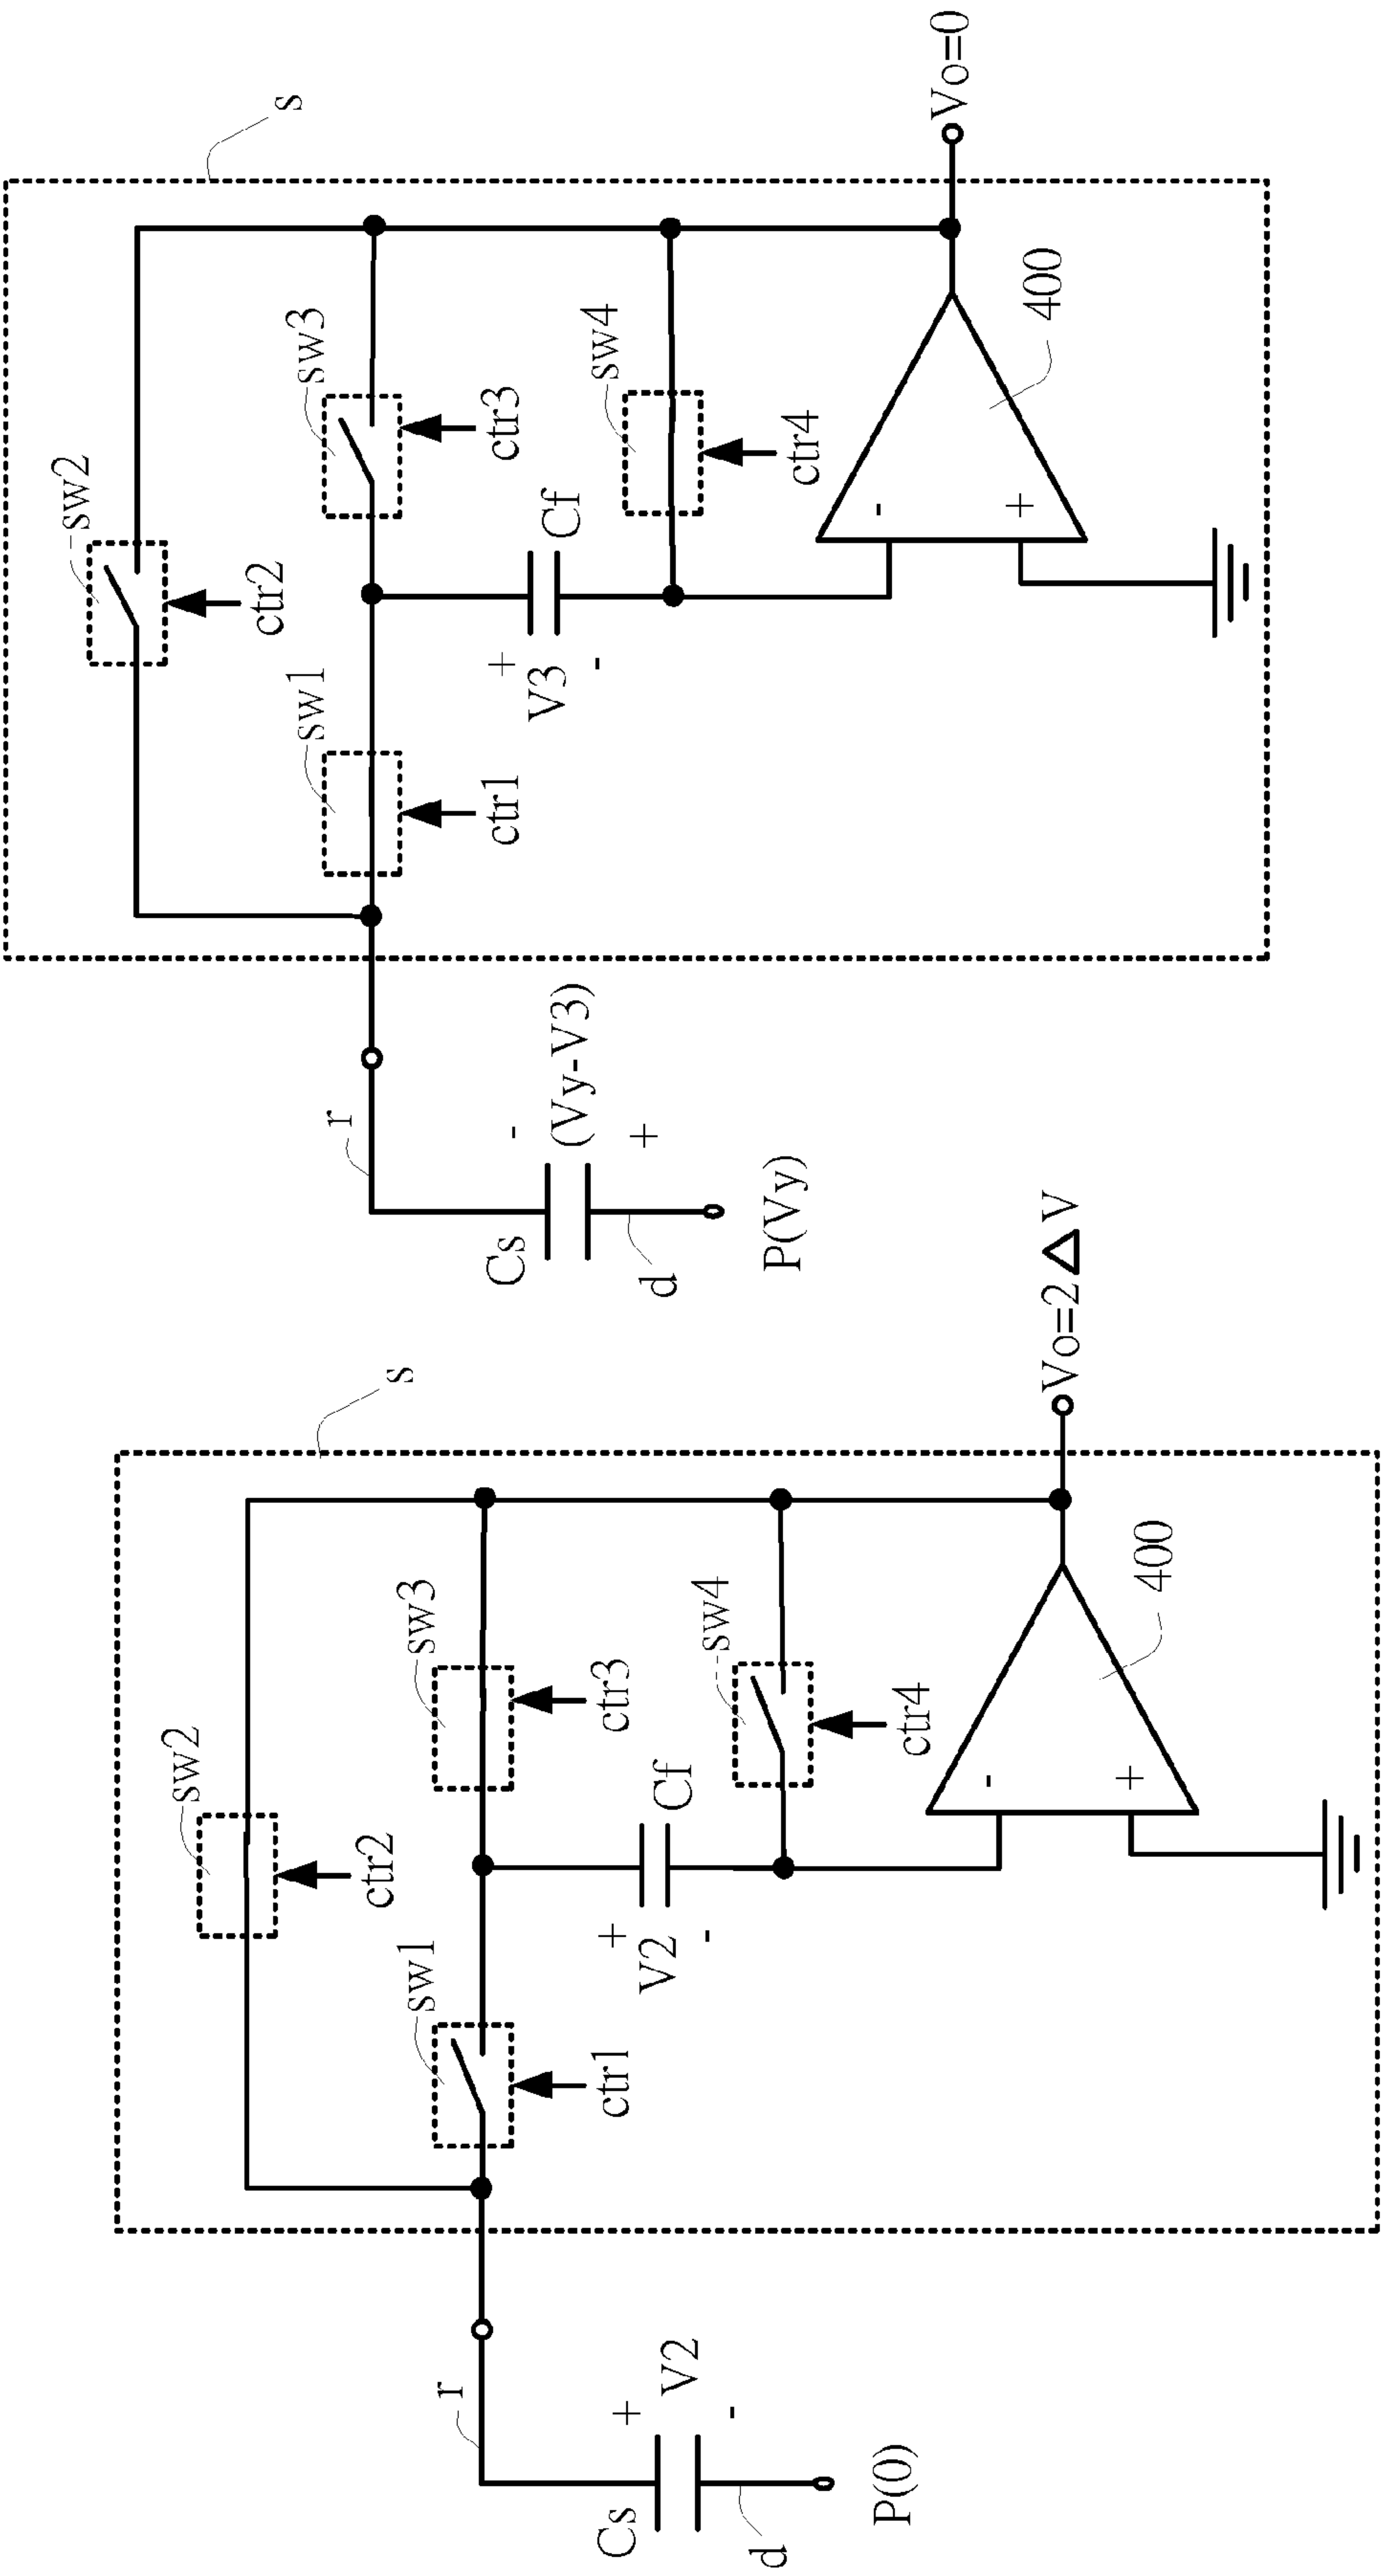 s
sw2
ctr2
sw1
ctr1
sw3
ctr3
+
V2
-
Cf
sw4
ctr4
r
Cs
+
V2
-
d
P(0)
-
+
400
Vo=2△V
s
sw2
ctr2
sw1
ctr1
sw3
ctr3
+
V3
-
Cf
sw4
ctr4
r
Cs
-
(Vy-V3)
+
d
P(Vy)
-
+
400
Vo=0